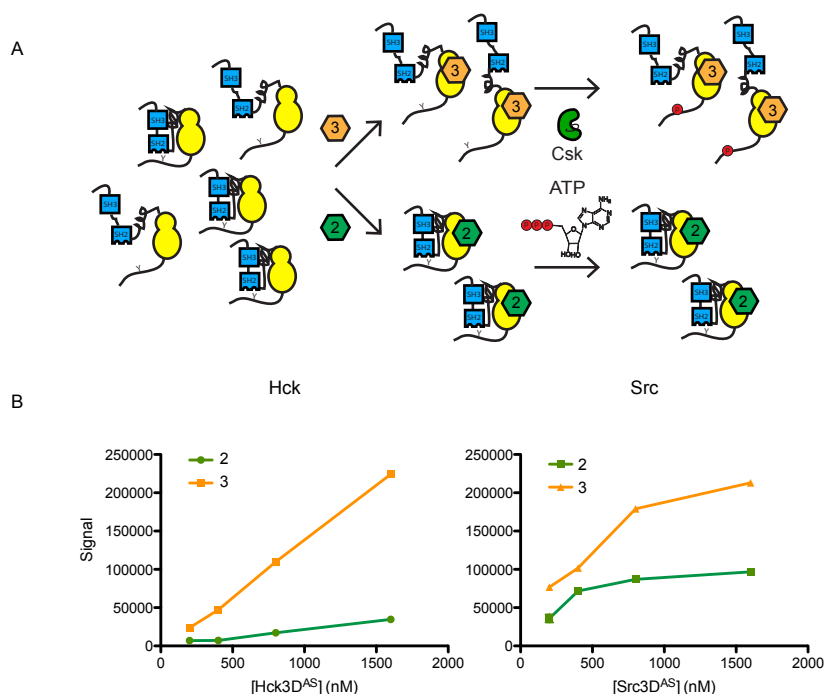 A
SH3
SH2
SH3
SH2
Y
Y
3
SH3
SH2
SH3
SH2
Y
Y
2
SH3
SH2
Y
SH3
SH2
3
SH3
SH2
3
Y
Y
Csk
ATP
P P P
NH2
N
N
N
N
O
HO OH
SH3
SH2
2
Y
SH3
SH2
2
Y
SH3
SH2
3
P
SH3
SH2
3
P
SH3
SH2
2
Y
SH3
SH2
2
Y
B
Hck
250000
200000
150000
100000
50000
0
Signal
2
3
0 500 1000 1500 2000
[Hck3D^AS] (nM)
Src
250000
200000
150000
100000
50000
0
2
3
0 500 1000 1500 2000
[Src3D^AS] (nM)